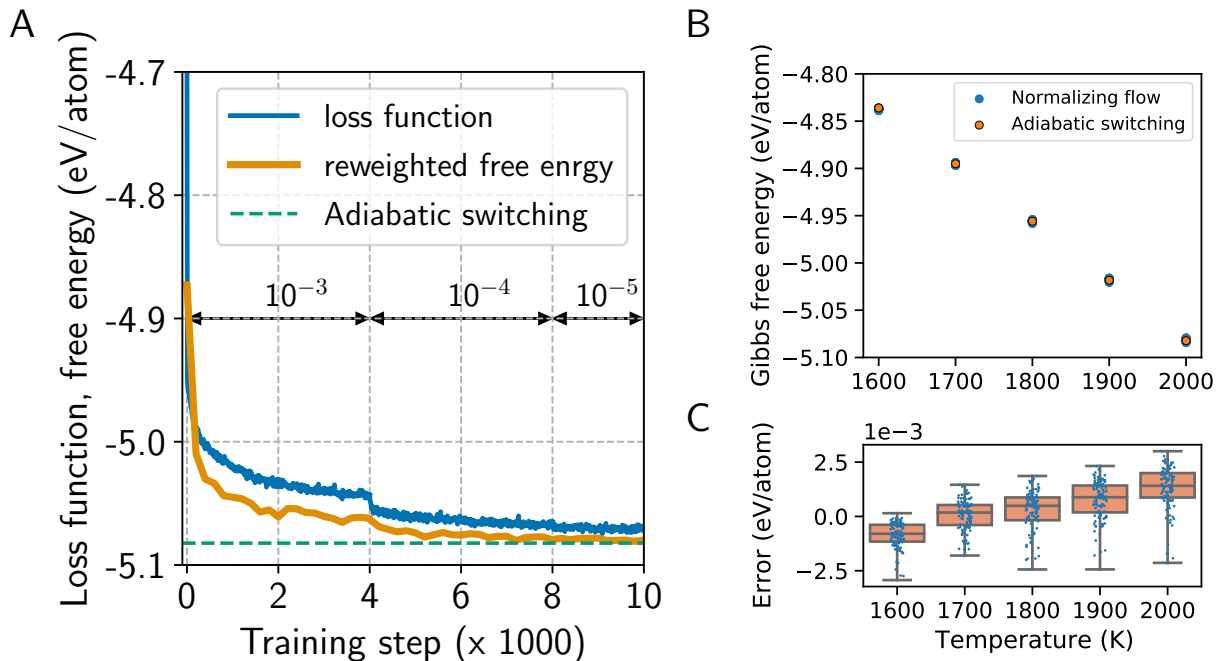 A
Loss function, free energy (eV/atom)
-4.7
-4.8
-4.9
-5.0
-5.1
loss function
reweighted free enrgy
Adiabatic switching
10⁻³
10⁻⁴
10⁻⁵
0 2 4 6 8 10
Training step (x 1000)
B
Gibbs free energy (eV/atom)
−4.80
−4.85
−4.90
−4.95
−5.00
−5.10
Normalizing flow
Adiabatic switching
1600 1700 1800 1900 2000
C
1e−3
Error (eV/atom)
2.5
0.0
−2.5
1600 1700 1800 1900 2000
Temperature (K)